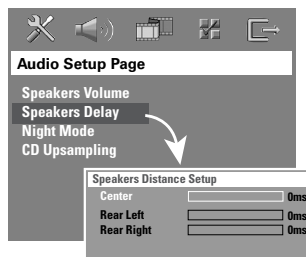 Audio Setup Page
Speakers Volume
Speakers Delay
Night Mode
CD Upsampling
Speakers Distance Setup
Center 0ms
Rear Left 0ms
Rear Right 0ms